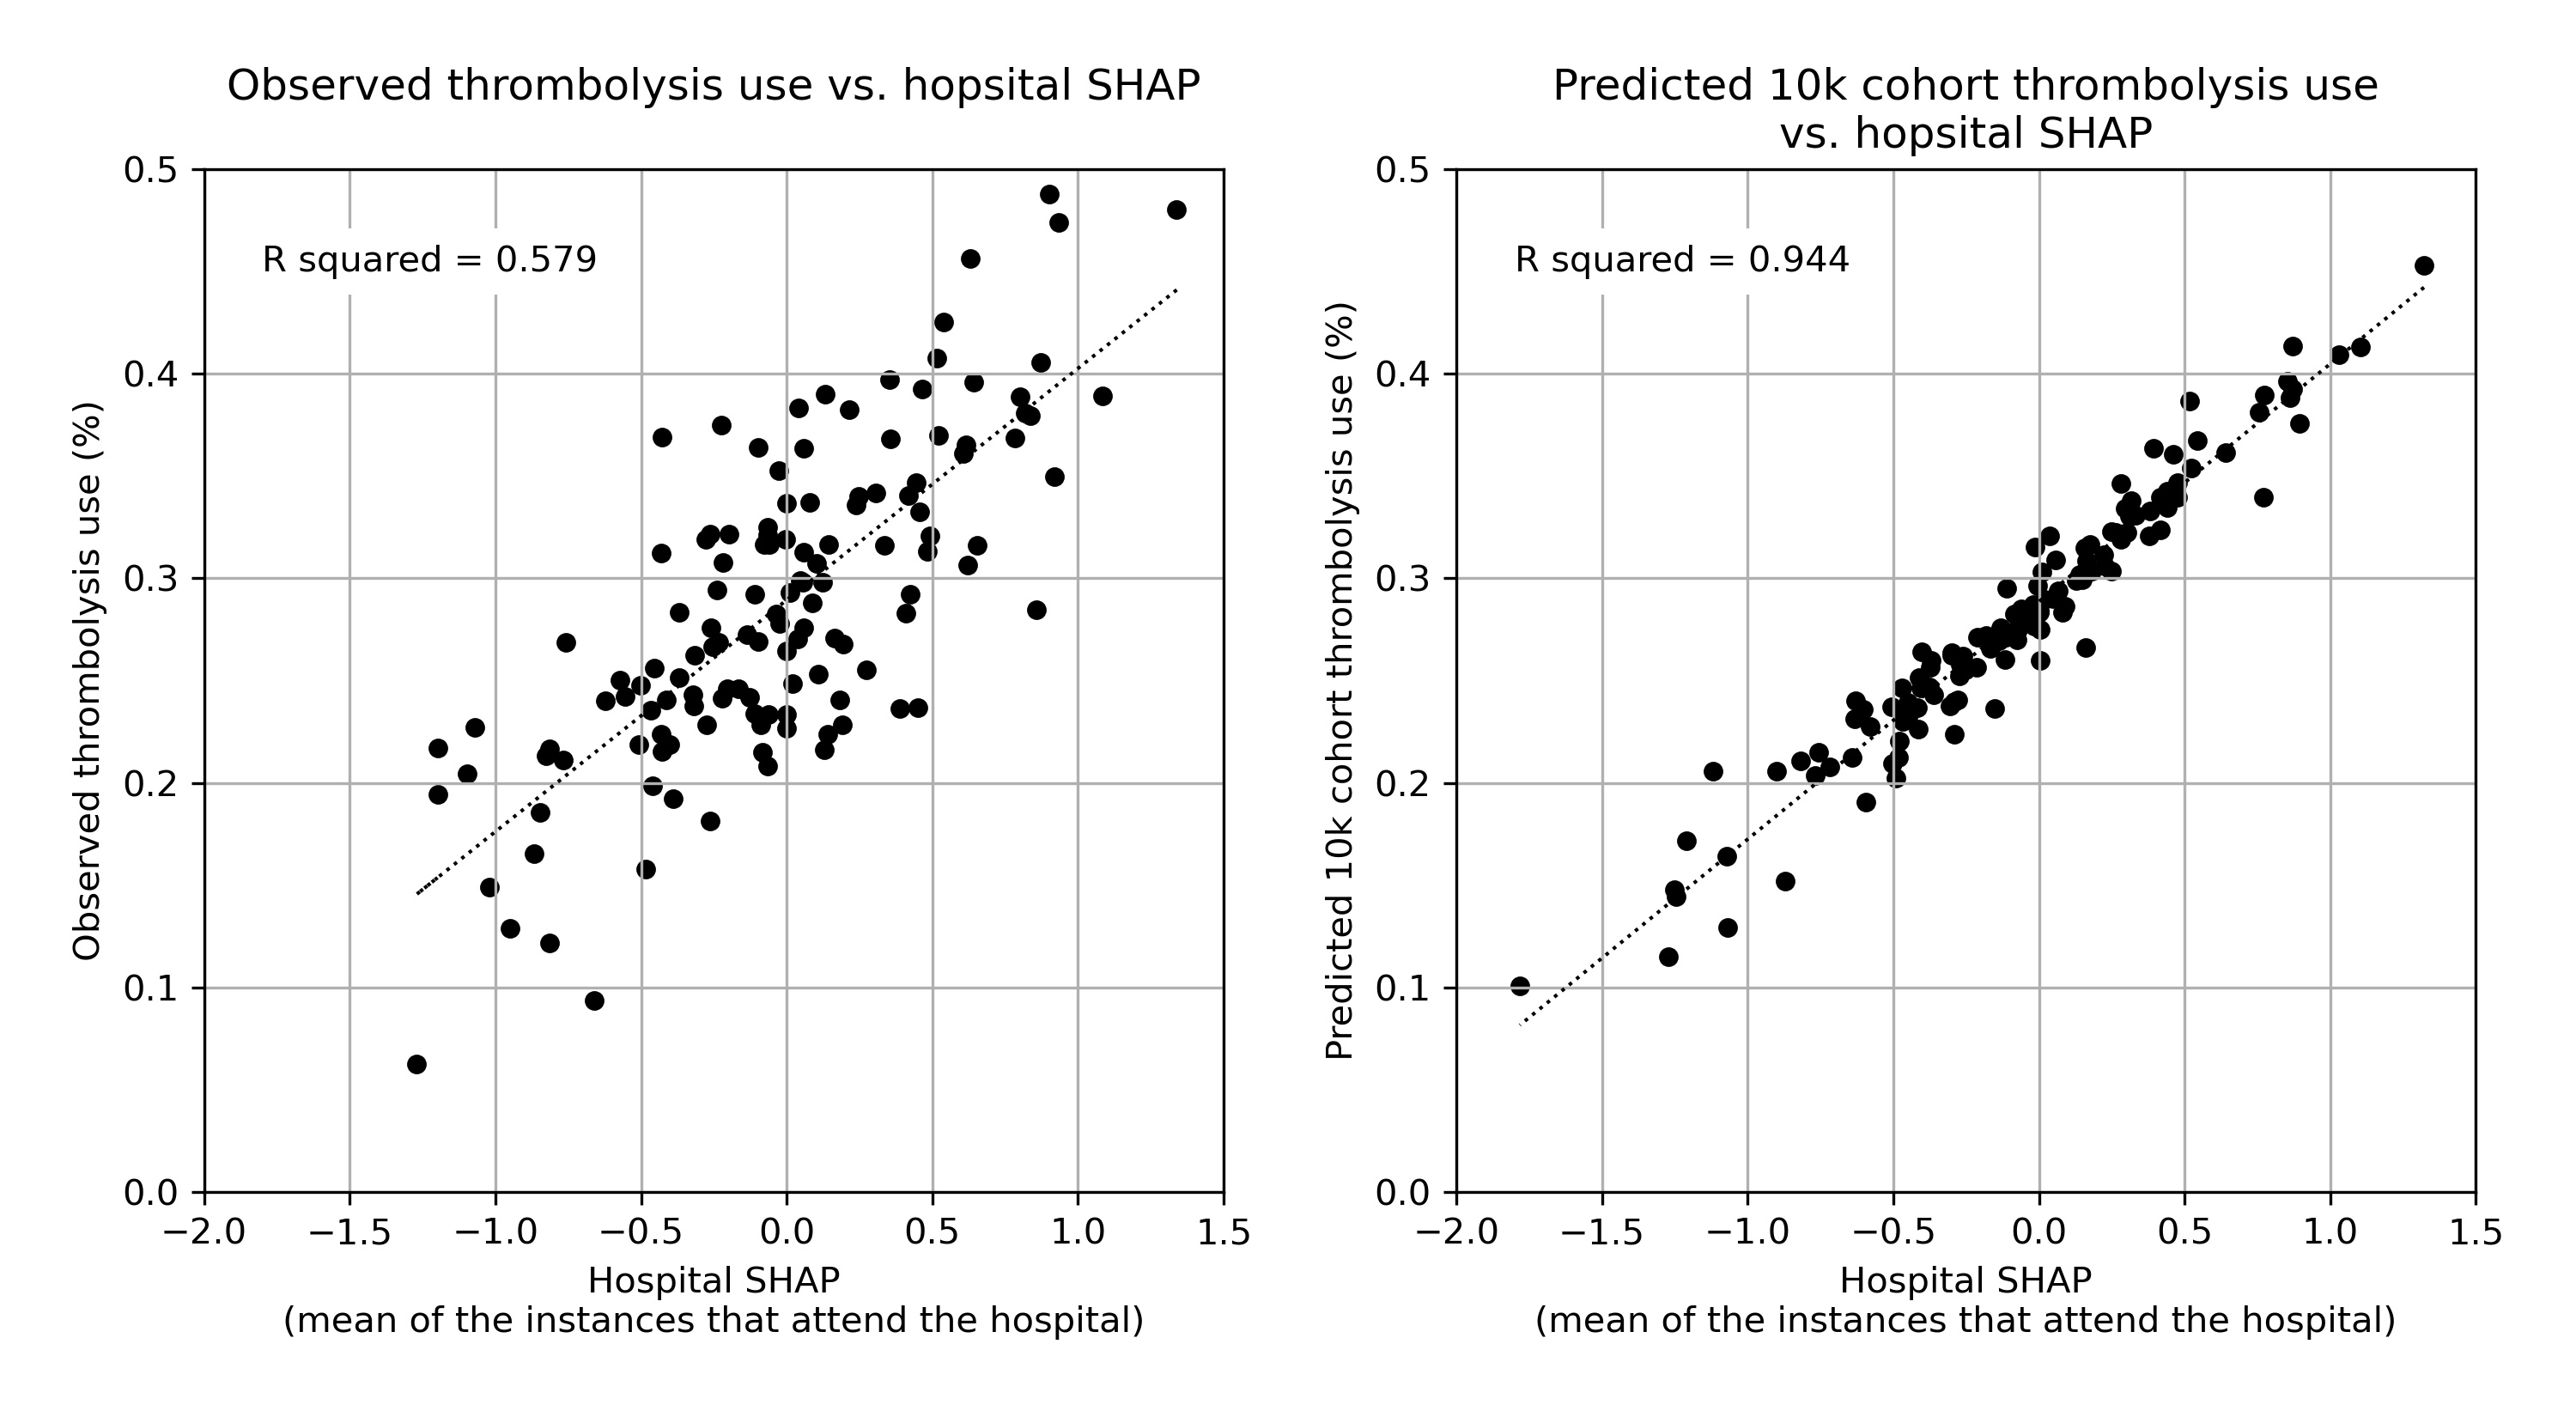 Observed thrombolysis use vs. hopsital SHAP
R squared = 0.579
Observed thrombolysis use (%)
0.5
0.4
0.3
0.2
0.1
0.0
−2.0 −1.5 −1.0 −0.5 0.0 0.5 1.0 1.5
Hospital SHAP
(mean of the instances that attend the hospital)
Predicted 10k cohort thrombolysis use
vs. hopsital SHAP
R squared = 0.944
Predicted 10k cohort thrombolysis use (%)
0.5
0.4
0.3
0.2
0.1
0.0
−2.0 −1.5 −1.0 −0.5 0.0 0.5 1.0 1.5
Hospital SHAP
(mean of the instances that attend the hospital)